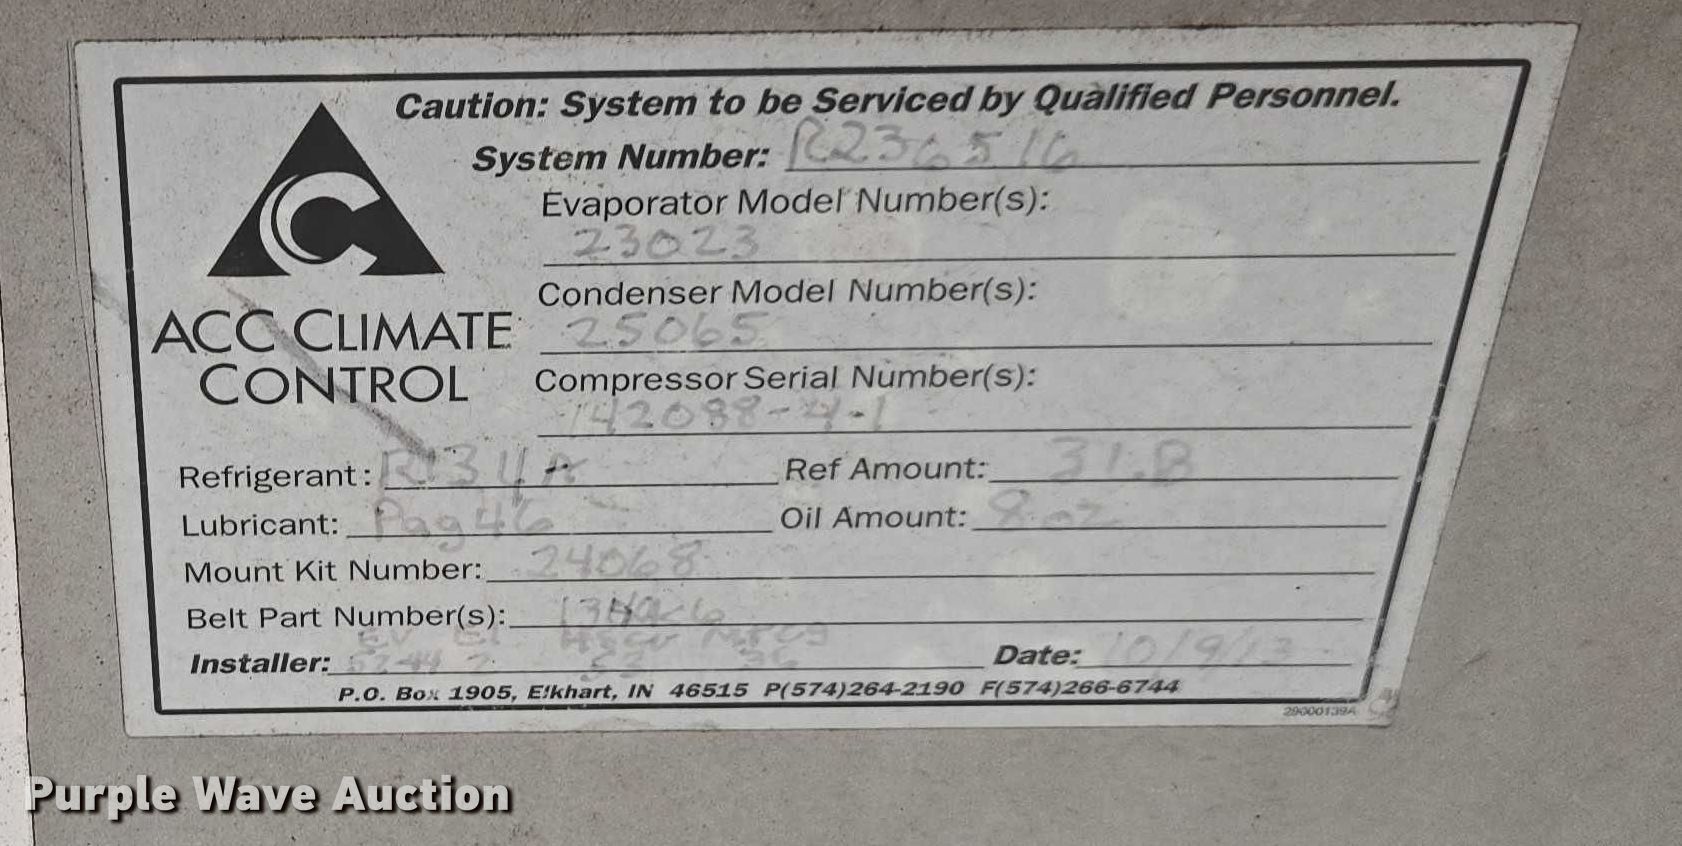 Caution: System to be Serviced by Qualified Personnel.
System Number: R236516
Evaporator Model Number(s):
23023
Condenser Model Number(s):
25065
ACC CLIMATE
CONTROL
Compressor Serial Number(s):
142088-4-1
Refrigerant: R134A Ref Amount: 31.B
Lubricant: Pag46 Oil Amount: 8 oz
Mount Kit Number: 24068
Belt Part Number(s):
Installer: Date: 10/9/13
P.O. Box 1905, Elkhart, IN 46515 P(574)264-2190 F(574)266-6744
29000139A
Purple Wave Auction